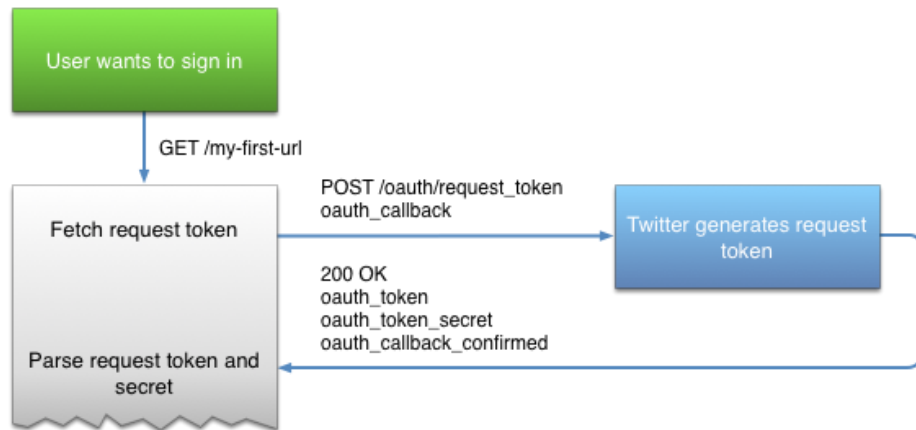 User wants to sign in
GET /my-first-url
Fetch request token
POST /oauth/request_token
oauth_callback
Twitter generates request
token
200 OK
oauth_token
oauth_token_secret
oauth_callback_confirmed
Parse request token and
secret